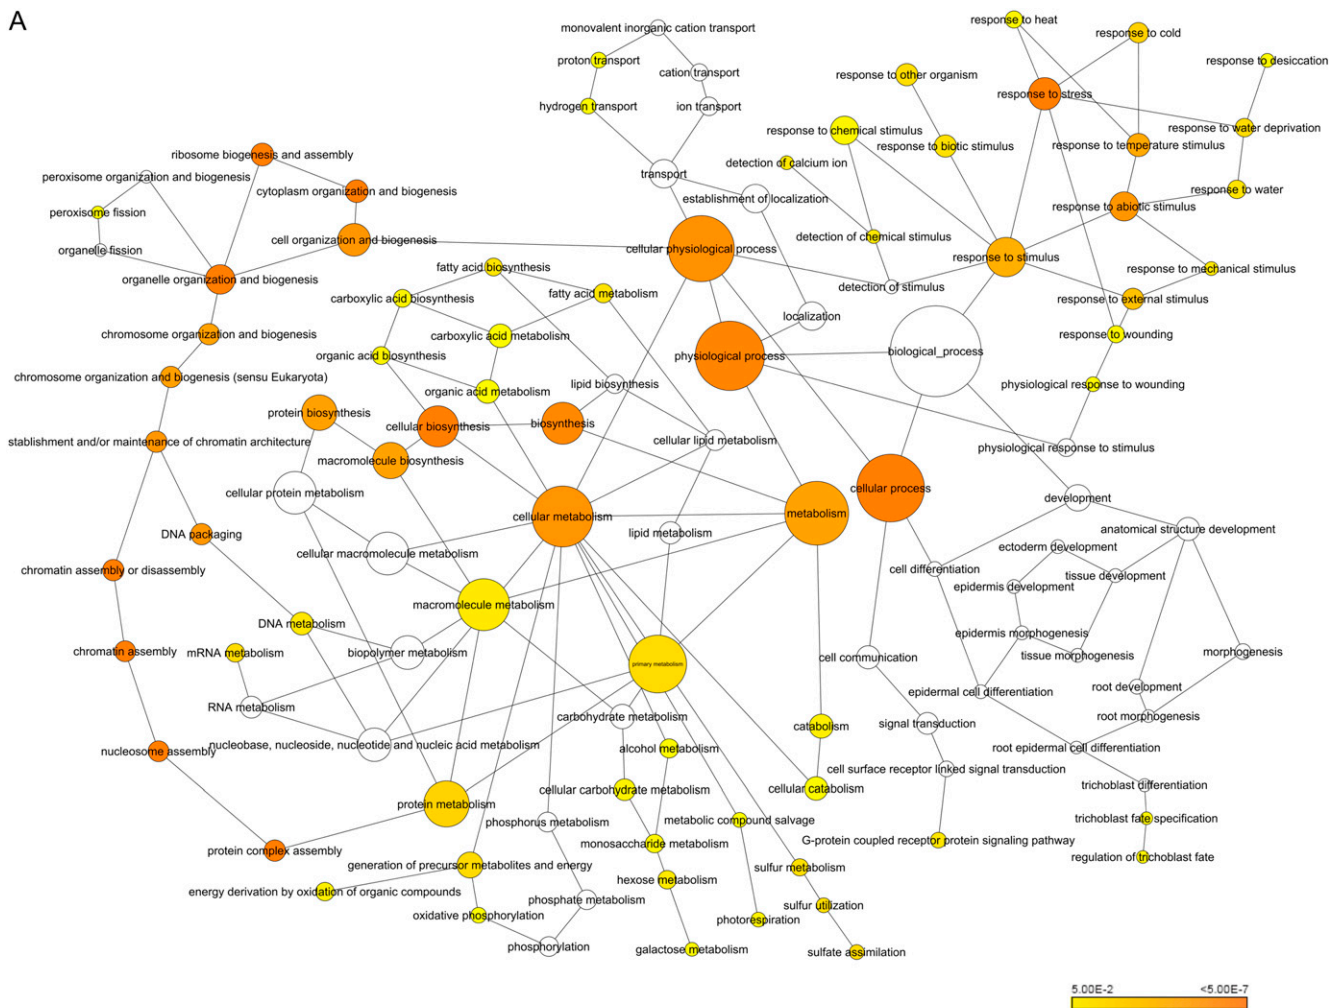 A
monovalent inorganic cation transport
response to heat
response to cold
proton transport
cation transport
response to other organism
response to desiccation
hydrogen transport
ion transport
response to stress
response to chemical stimulus
response to water deprivation
ribosome biogenesis and assembly
response to biotic stimulus
response to temperature stimulus
detection of calcium ion
peroxisome organization and biogenesis
transport
cytoplasm organization and biogenesis
response to water
establishment of localization
response to abiotic stimulus
peroxisome fission
cell organization and biogenesis
detection of chemical stimulus
organelle fission
cellular physiological process
response to stimulus
fatty acid biosynthesis
response to mechanical stimulus
organelle organization and biogenesis
detection of stimulus
fatty acid metabolism
carboxylic acid biosynthesis
response to external stimulus
localization
chromosome organization and biogenesis
carboxylic acid metabolism
response to wounding
organic acid biosynthesis
physiological process
biological_process
chromosome organization and biogenesis (sensu Eukaryota)
lipid biosynthesis
physiological response to wounding
organic acid metabolism
protein biosynthesis
cellular biosynthesis
biosynthesis
stablishment and/or maintenance of chromatin architecture
cellular lipid metabolism
physiological response to stimulus
macromolecule biosynthesis
cellular protein metabolism
cellular process
development
cellular metabolism
metabolism
anatomical structure development
DNA packaging
lipid metabolism
ectoderm development
cellular macromolecule metabolism
chromatin assembly or disassembly
cell differentiation
tissue development
epidermis development
macromolecule metabolism
DNA metabolism
epidermis morphogenesis
chromatin assembly
mRNA metabolism
biopolymer metabolism
tissue morphogenesis
morphogenesis
cell communication
primary metabolism
RNA metabolism
epidermal cell differentiation
root development
carbohydrate metabolism
signal transduction
root morphogenesis
catabolism
nucleosome assembly
nucleobase, nucleoside, nucleotide and nucleic acid metabolism
alcohol metabolism
root epidermal cell differentiation
cell surface receptor linked signal transduction
cellular carbohydrate metabolism
cellular catabolism
trichoblast differentiation
protein metabolism
phosphorus metabolism
metabolic compound salvage
trichoblast fate specification
G-protein coupled receptor protein signaling pathway
monosaccharide metabolism
protein complex assembly
regulation of trichoblast fate
generation of precursor metabolites and energy
sulfur metabolism
hexose metabolism
energy derivation by oxidation of organic compounds
phosphate metabolism
sulfur utilization
oxidative phosphorylation
photorespiration
phosphorylation
galactose metabolism
sulfate assimilation
5.00E-2
<5.00E-7